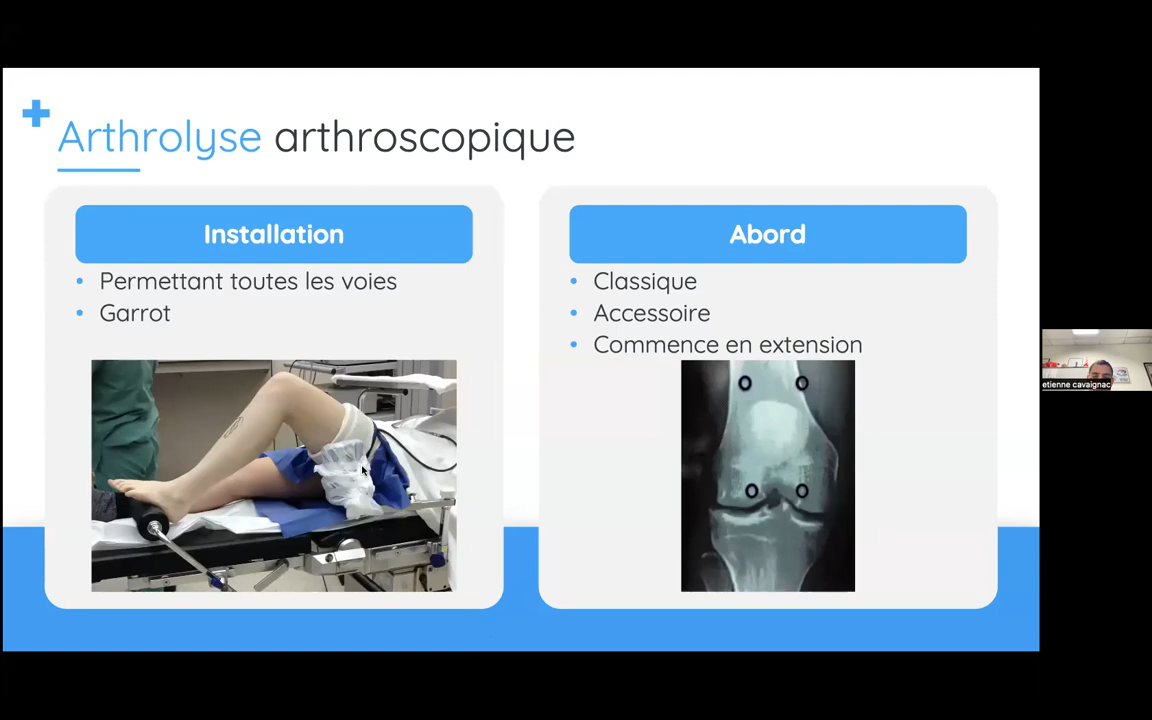 Arthrolyse arthroscopique
Installation
• Permettant toutes les voies
• Garrot
Abord
• Classique
• Accessoire
• Commence en extension
etienne cavaignac